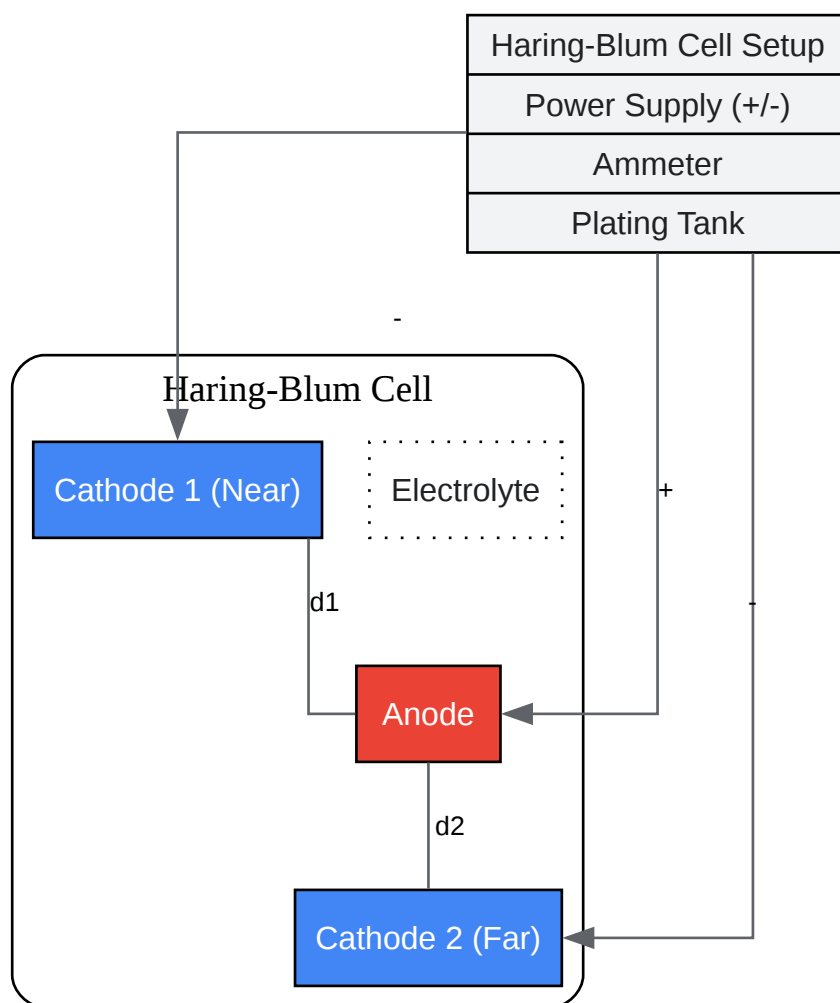 Haring-Blum Cell Setup
Power Supply (+/-)
Ammeter
Plating Tank
-
Haring-Blum Cell
Cathode 1 (Near)
Electrolyte
+
d1
-
Anode
d2
Cathode 2 (Far)